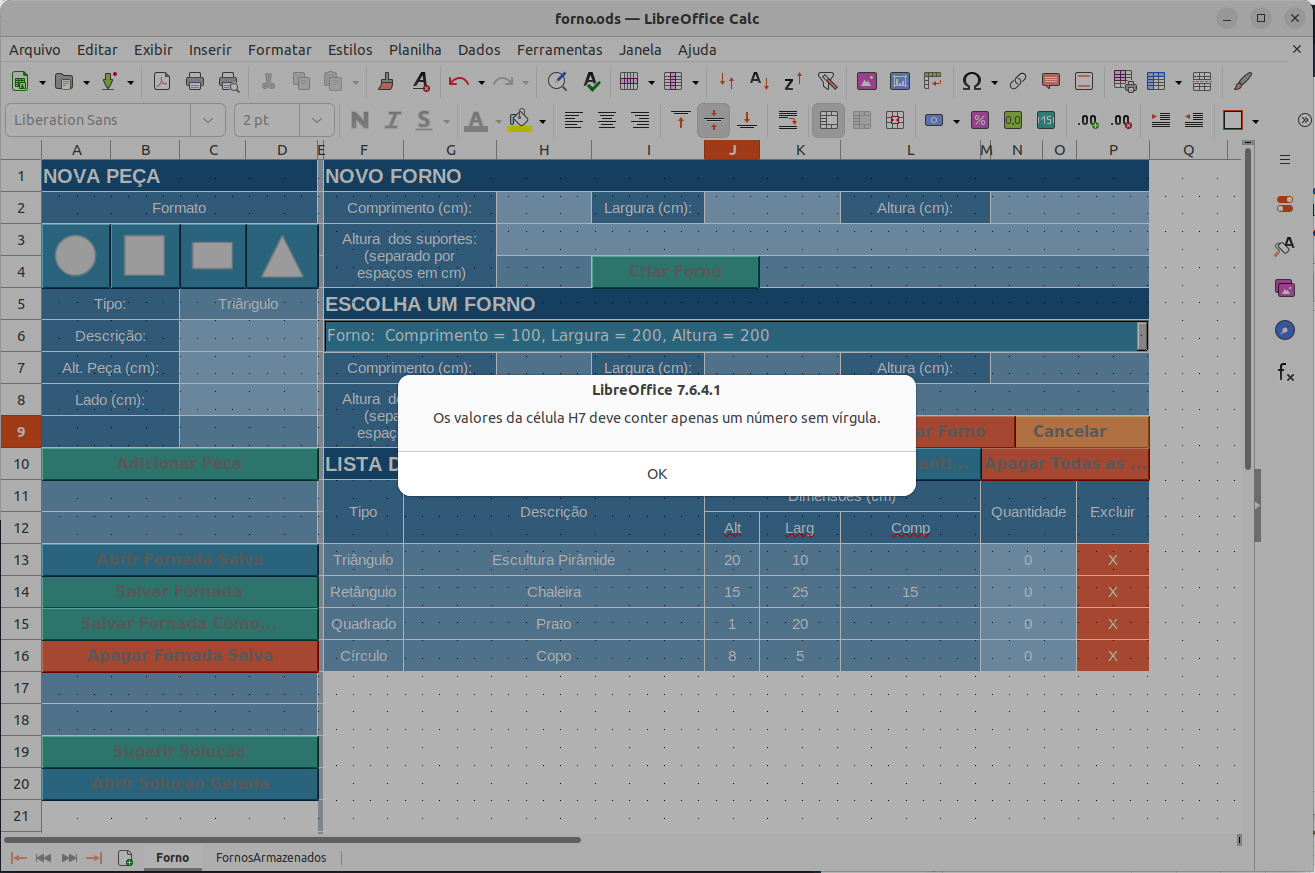 forno.ods — LibreOffice Calc
Arquivo Editar Exibir Inserir Formatar Estilos Planilha Dados Ferramentas Janela Ajuda
Liberation Sans 2 pt
A B C D E F G H I J K L M N O P Q
1 NOVA PEÇA NOVO FORNO
2 Formato Comprimento (cm): Largura (cm): Altura (cm):
3 Altura dos suportes:
(separado por
4 espaços em cm) Criar Forno
5 Tipo: Triângulo ESCOLHA UM FORNO
6 Descrição: Forno: Comprimento = 100, Largura = 200, Altura = 200
7 Alt. Peça (cm): Comprimento (cm): Largura (cm): Altura (cm):
LibreOffice 7.6.4.1
Os valores da célula H7 deve conter apenas um número sem vírgula.
OK
8 Lado (cm): Altura
9 Forno Cancelar
10 Adicionar Peça LISTA Apagar Todas as ...
11 Tipo Descrição Dimensões (cm) Quantidade Excluir
12 Alt Larg Comp
13 Abrir Fornada Salva Triângulo Escultura Pirâmide 20 10 0 X
14 Salvar Fornada Retângulo Chaleira 15 25 15 0 X
15 Salvar Fornada Como... Quadrado Prato 1 20 0 X
16 Apagar Fornada Salva Círculo Copo 8 5 0 X
17
18
19 Sugerir Solução
20 Abrir Solução Gerada
21
Forno FornosArmazenados